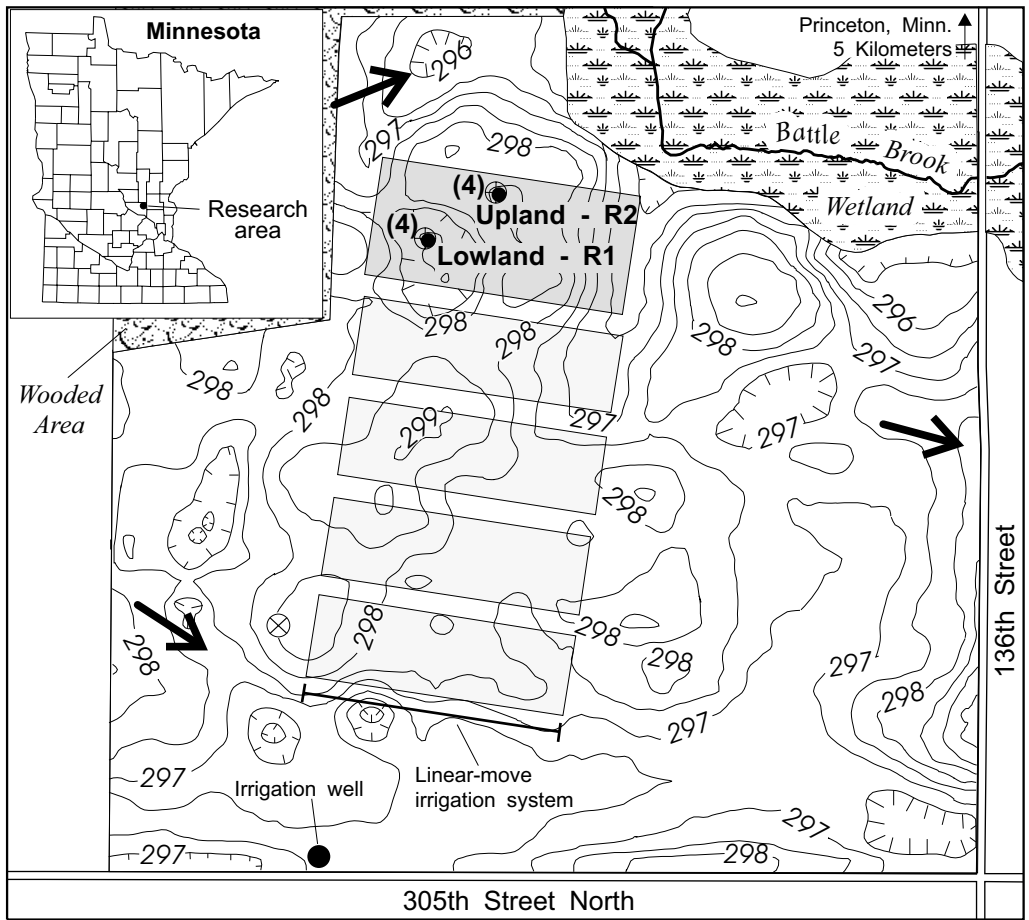 Minnesota
Research
area
Princeton, Minn.
5 Kilometers
296
297
298
Battle
Brook
Wetland
(4)
Upland - R2
(4)
Lowland - R1
298
298
298
296
297
298
Wooded
Area
298
299
297
297
298
298
298
298
298
297
298
297
297
Irrigation well
Linear-move
irrigation system
297
297
298
136th Street
305th Street North